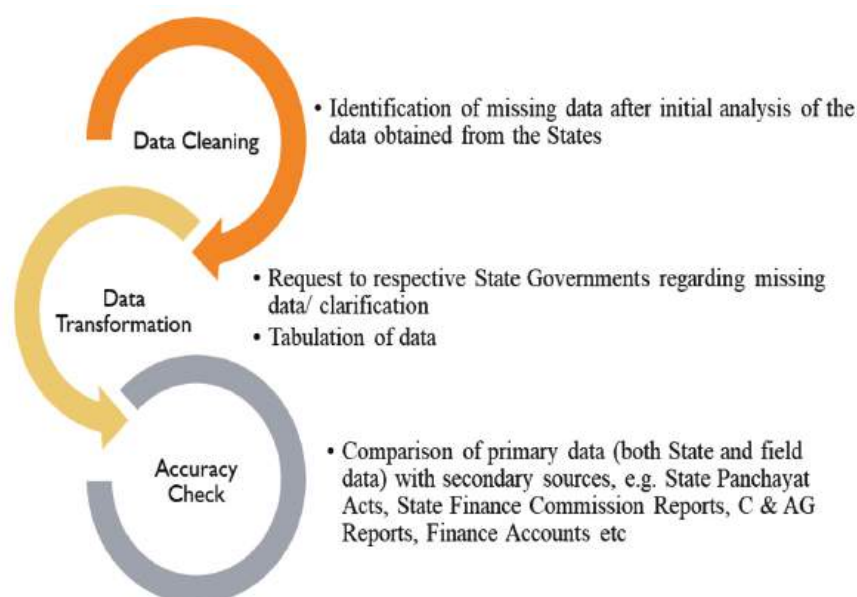 Data Cleaning
• Identification of missing data after initial analysis of the
data obtained from the States
Data
Transformation
• Request to respective State Governments regarding missing
data/ clarification
• Tabulation of data
Accuracy
Check
• Comparison of primary data (both State and field
data) with secondary sources, e.g. State Panchayat
Acts, State Finance Commission Reports, C & AG
Reports, Finance Accounts etc